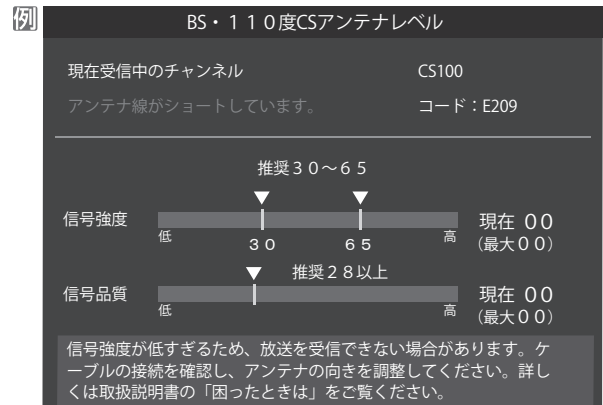 例
BS・１１０度CSアンテナレベル
現在受信中のチャンネル CS100
アンテナ線がショートしています。 コード：E209
推奨３０～６５
信号強度 現在 ００
低 ３０ ６５ 高 （最大００）
推奨２８以上
信号品質 現在 ００
低 高 （最大００）
信号強度が低すぎるため、放送を受信できない場合があります。ケ
ーブルの接続を確認し、アンテナの向きを調整してください。詳し
くは取扱説明書の「困ったときは」をご覧ください。